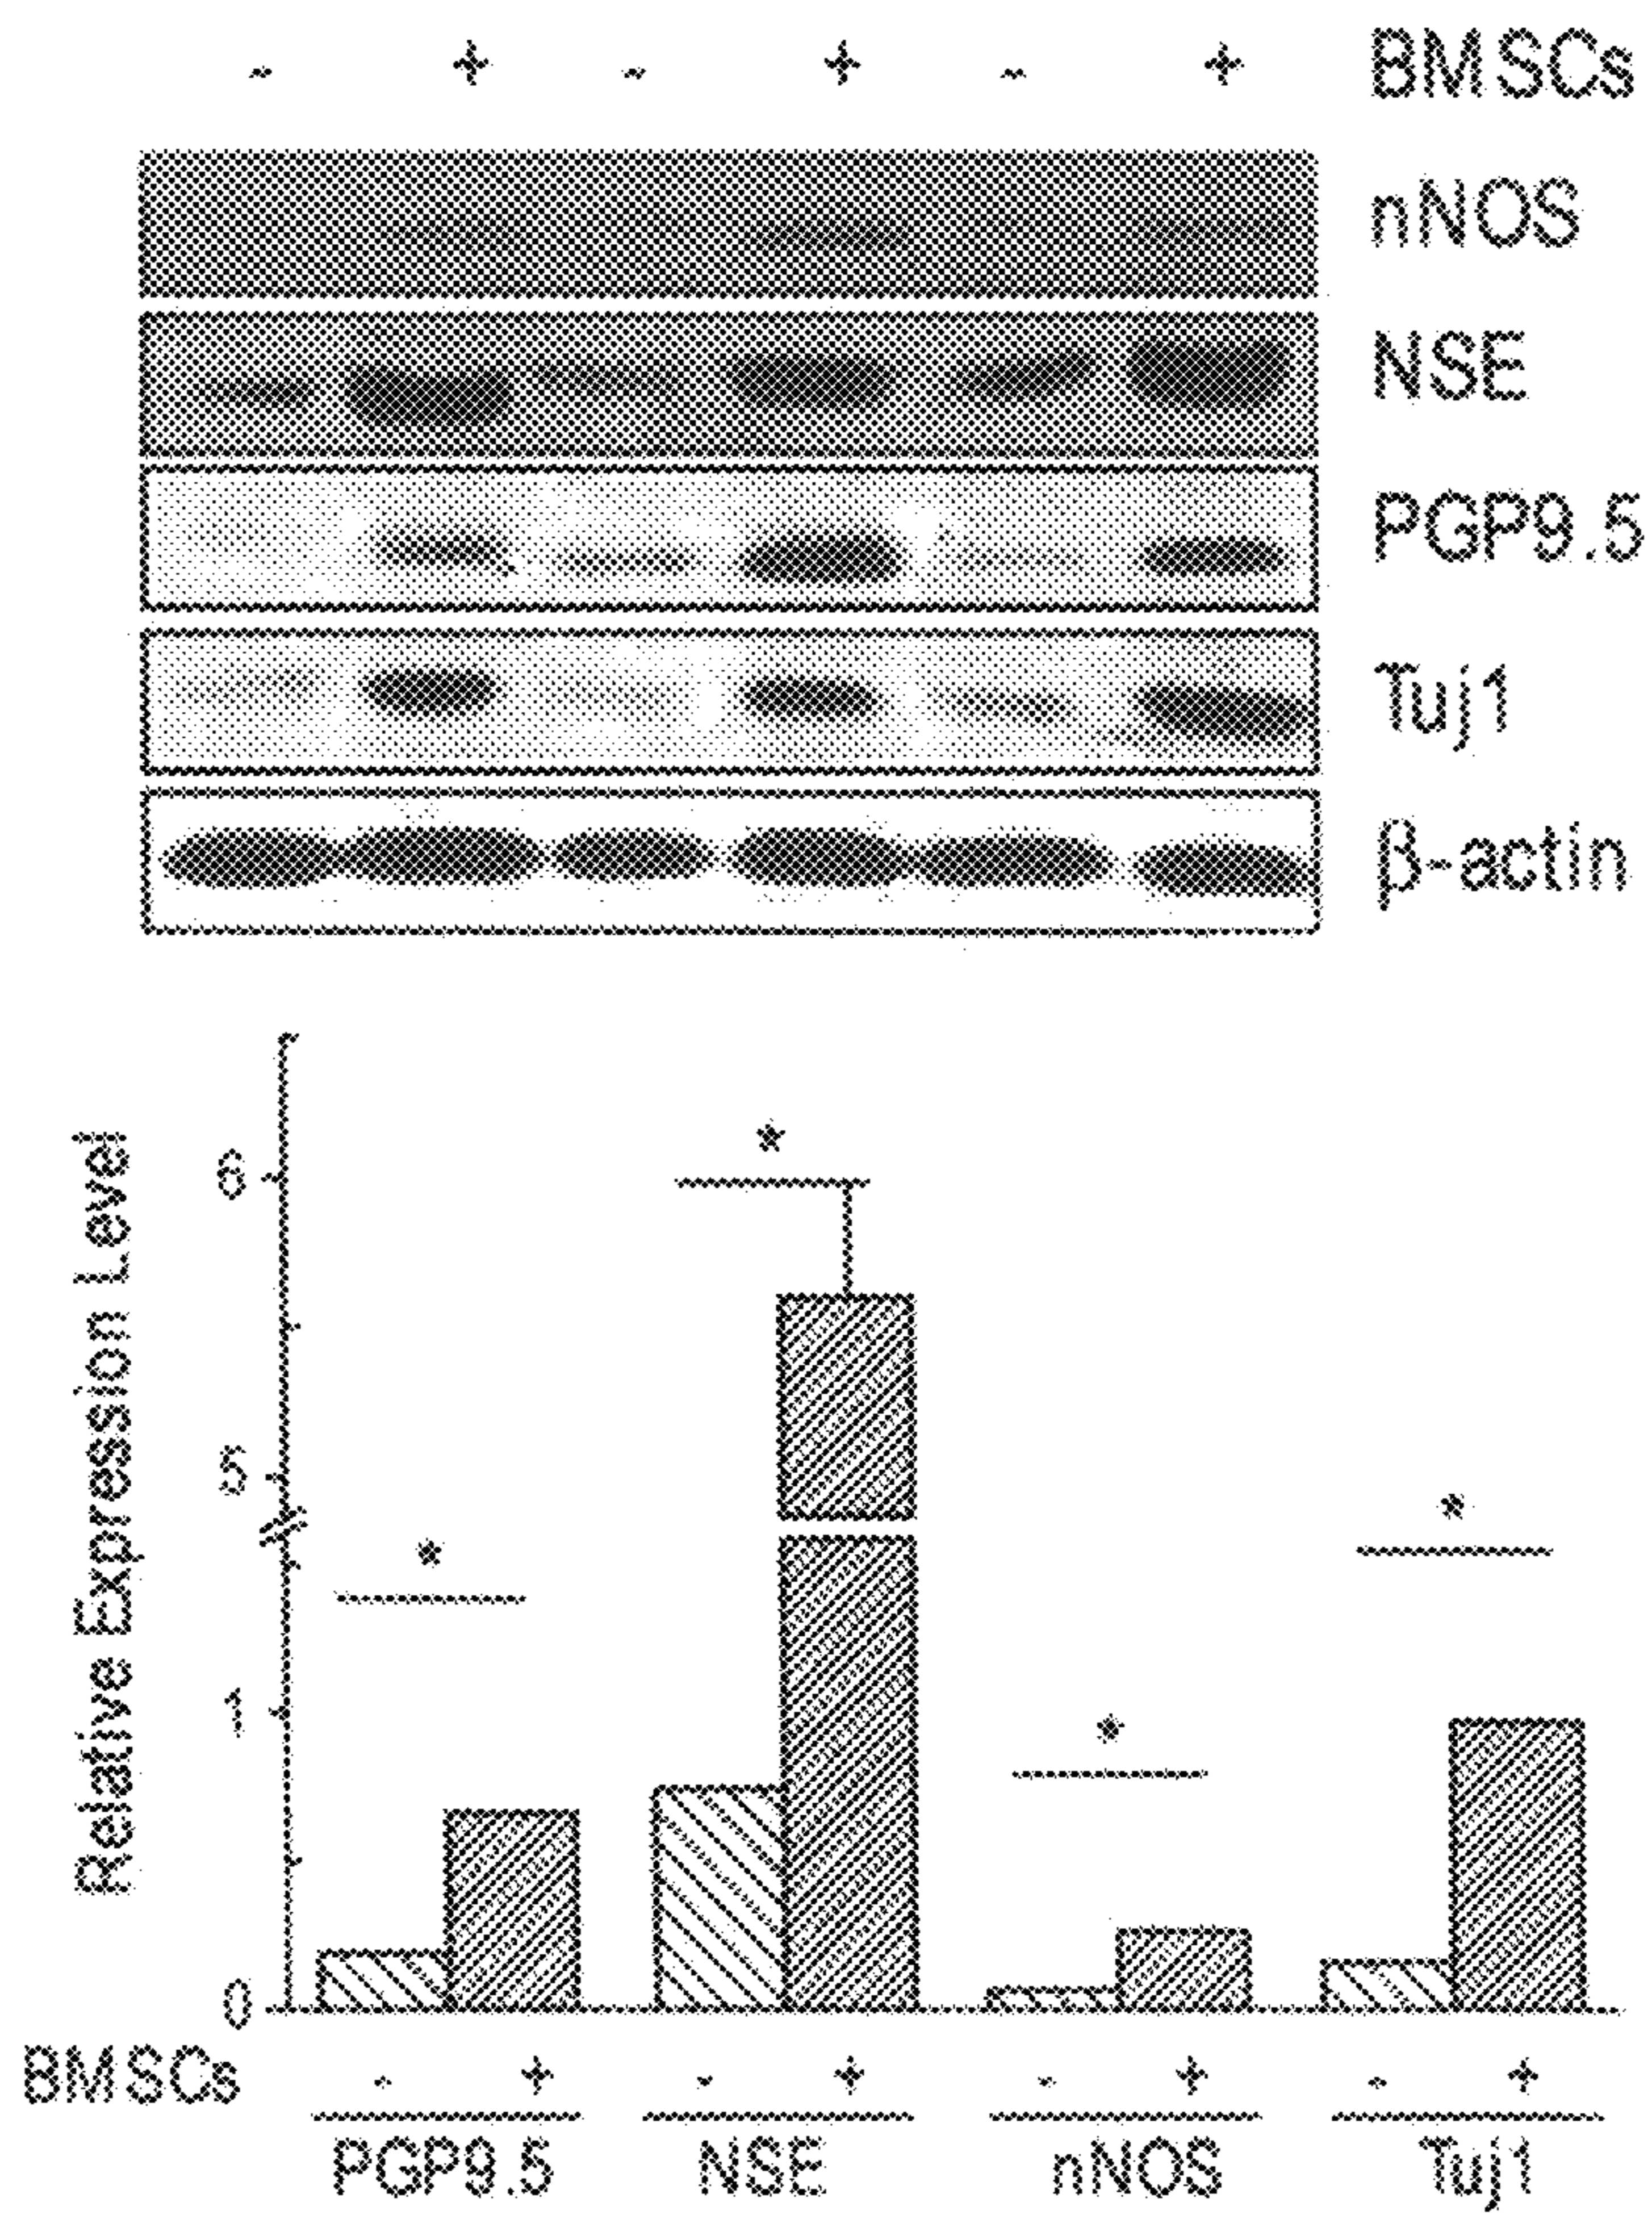 - + - + - + BMSCs
nNOS
NSE
PGP9.5
Tuj1
β-actin
Relative Expression Level
6
5
1
0
*
*
*
*
BMSCs - + - + - + - +
PGP9.5 NSE nNOS Tuj1